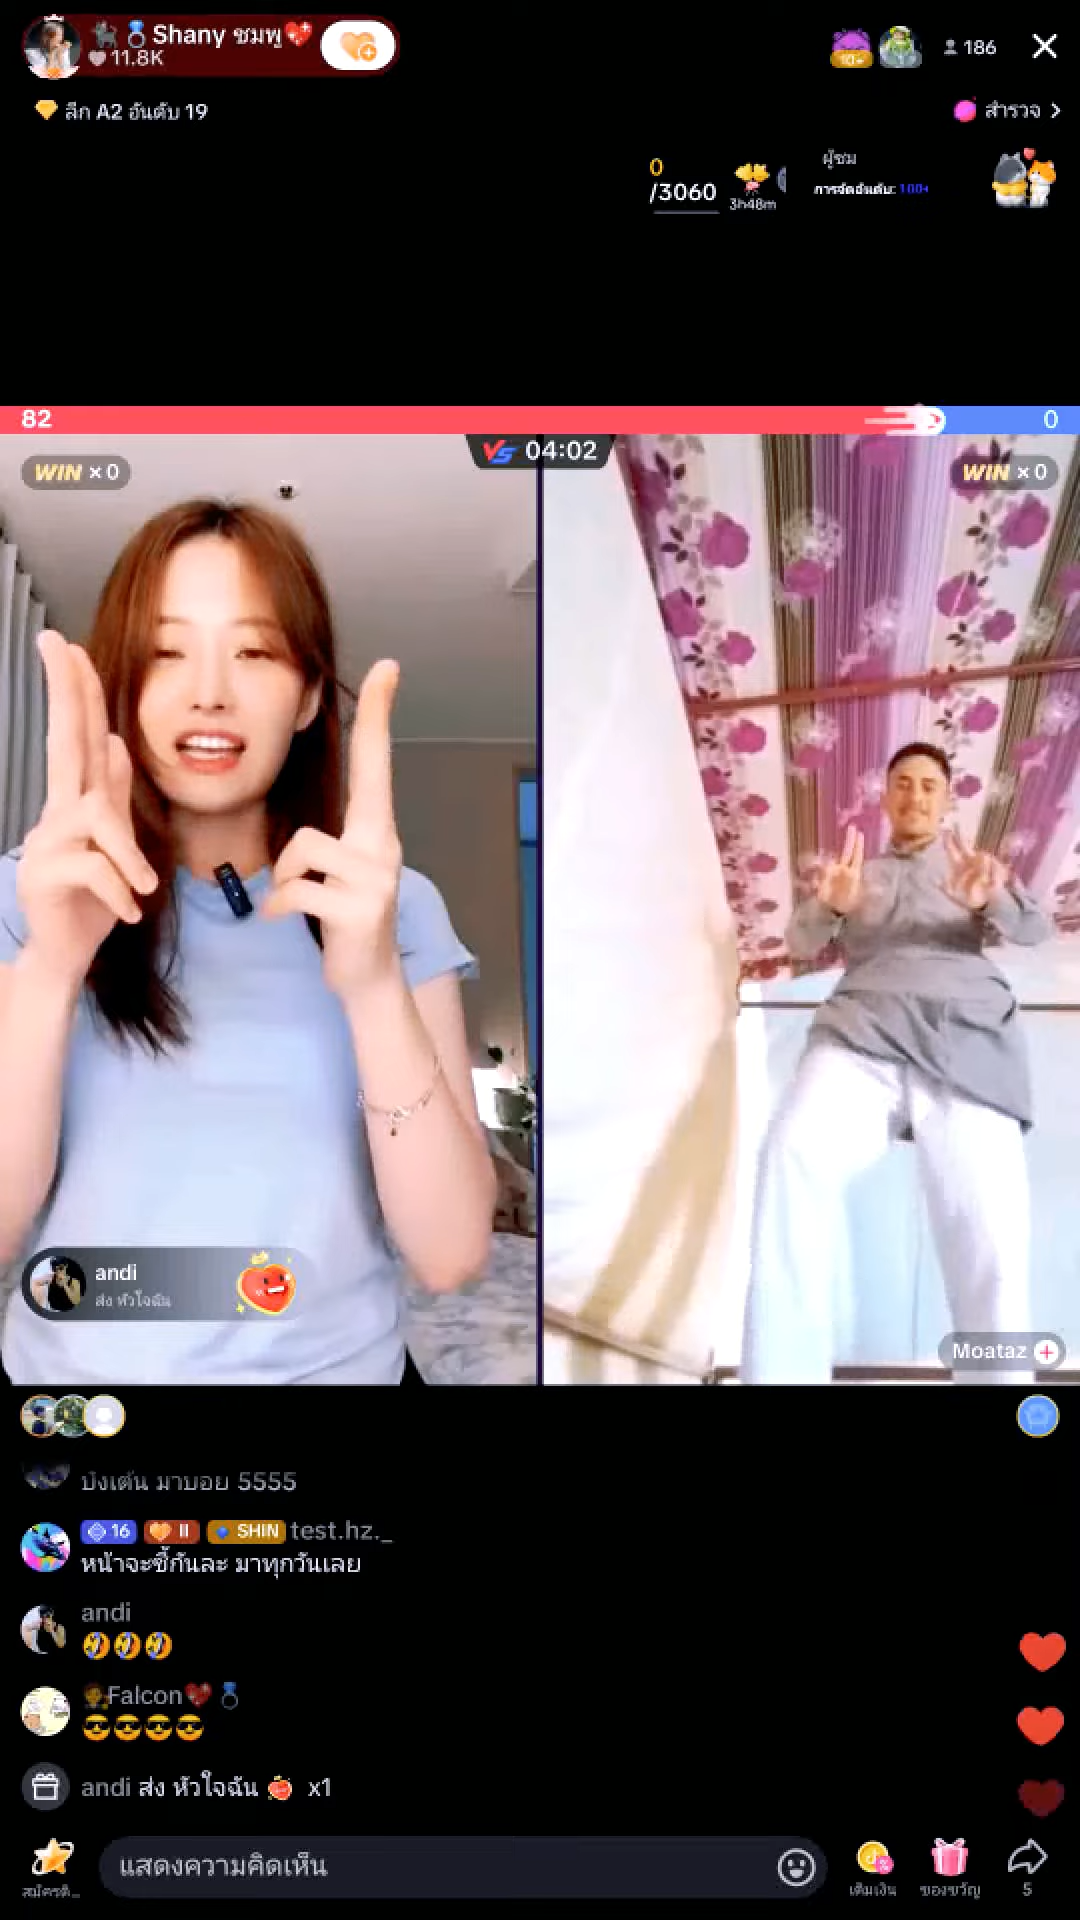 Shany ชมพู
11.8K
10+
1
186
ลีก A2 อันดับ 19
สำรวจ
0
/3060
3h48m
ผู้ชม
การจัดอันดับ: 100+
82
0
VS 04:02
WIN × 0
WIN × 0
andi
ส่ง หัวใจฉัน
Moataz
บังเต้น มาบอย 5555
16 II SHIN test.hz._
หน้าจะซี้กันละ มาทุกวันเลย
andi
🤣🤣🤣
Falcon💖💍
😎😎😎😎
andi ส่ง หัวใจฉัน x1
แสดงความคิดเห็น
เติมเงิน
ของขวัญ
5